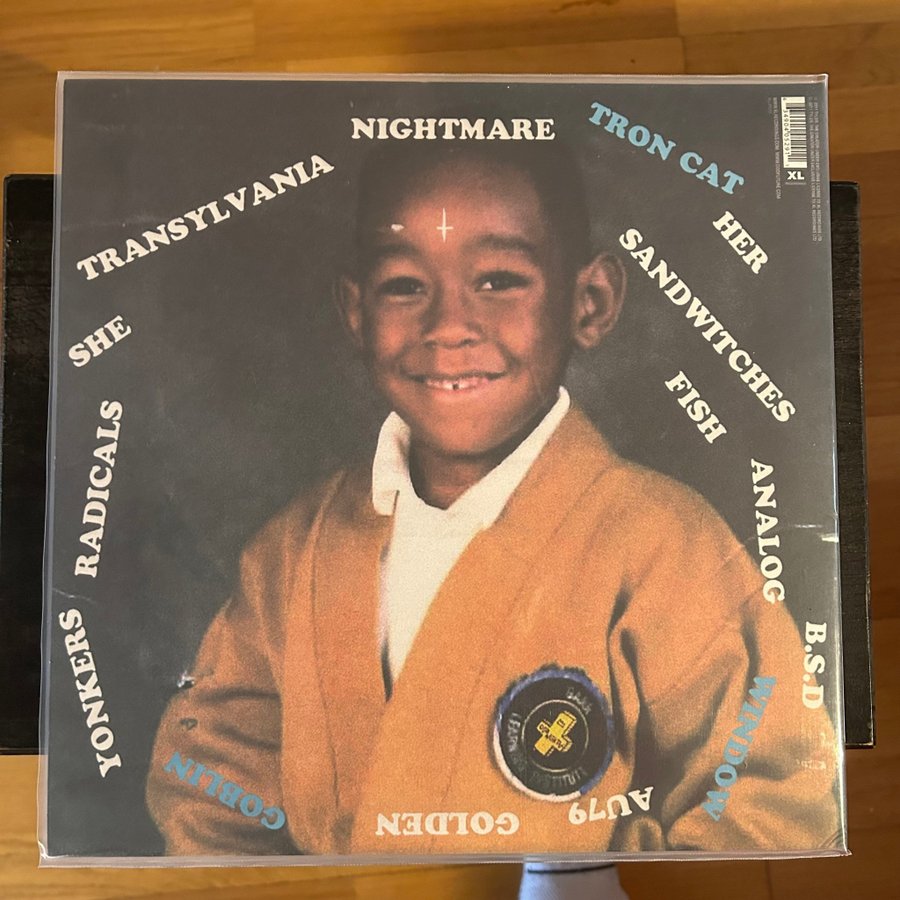 NIGHTMARE
TRON CAT
HER
SANDWITCHES
FISH
ANALOG
B.S.D
WINDOW
AU79
GOLDEN
GOBLIN
YONKERS
RADICALS
SHE
TRANSYLVANIA
XL